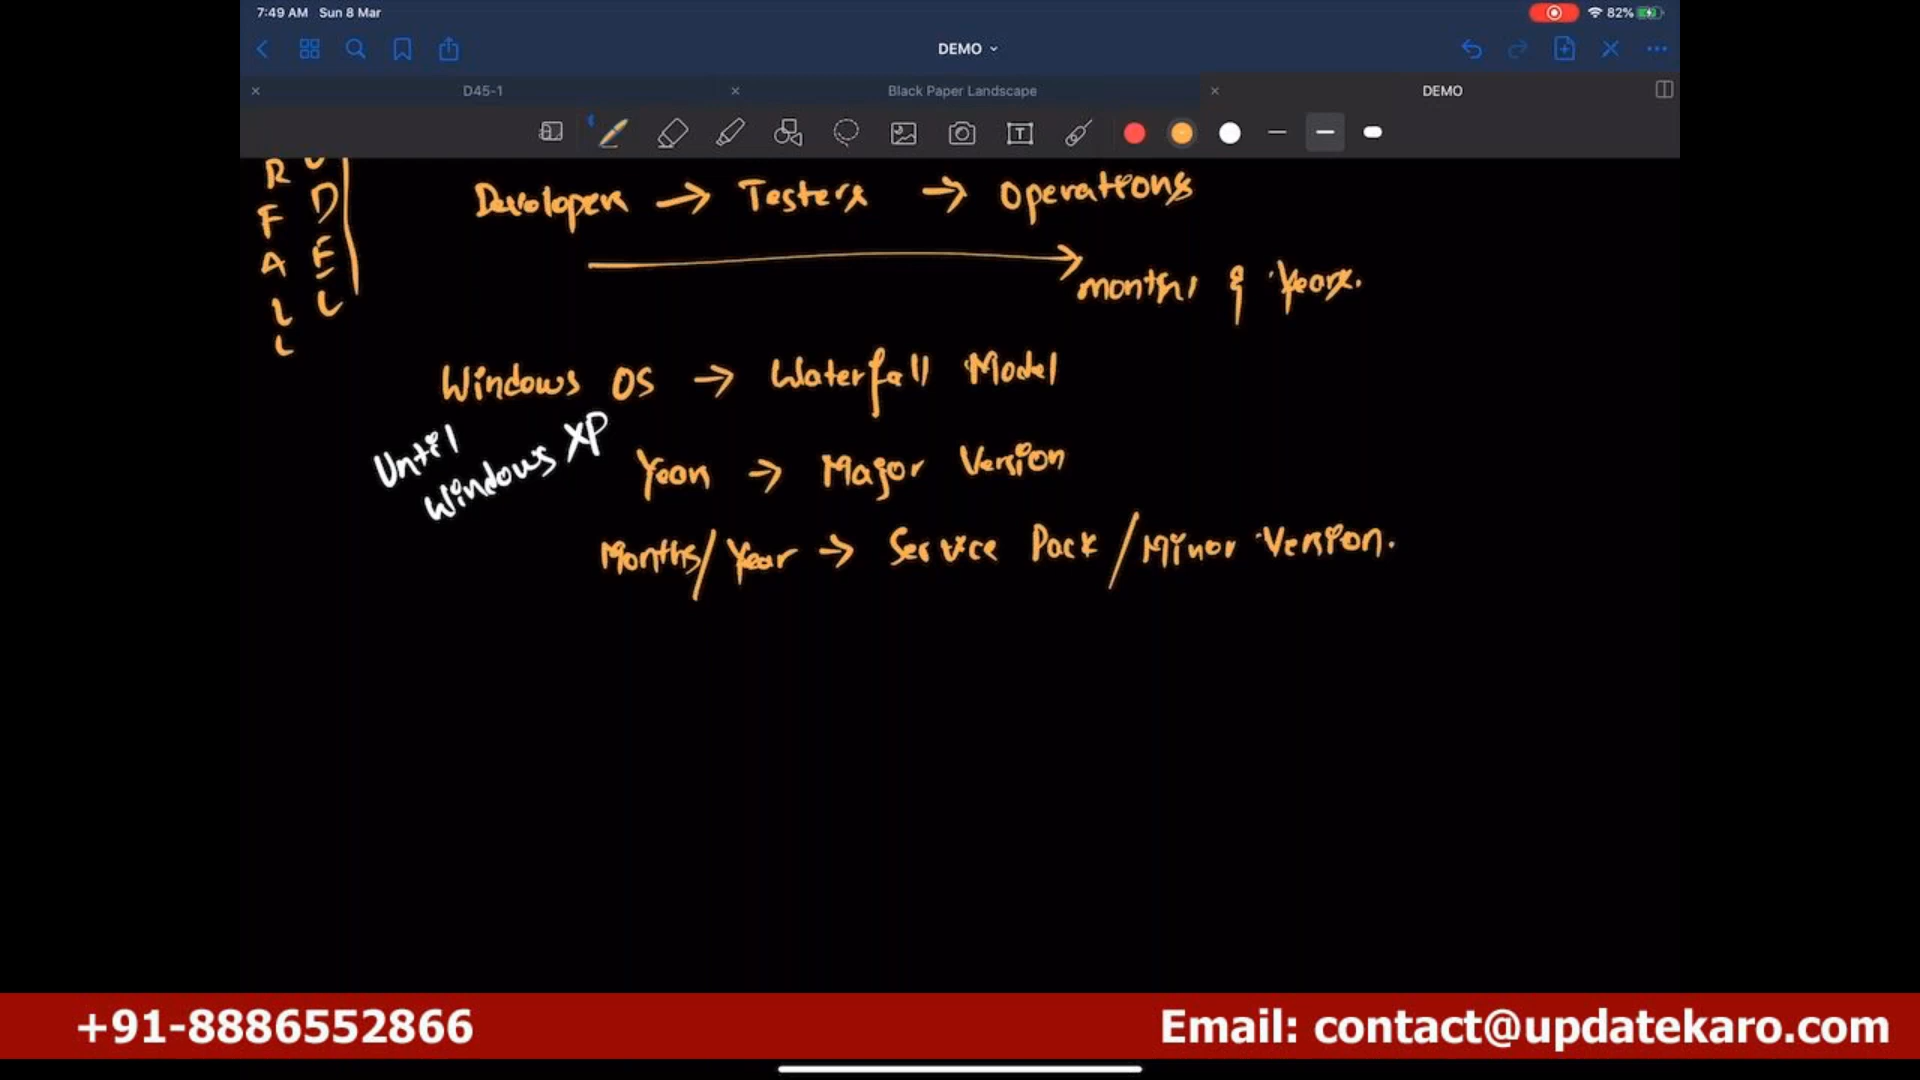 7:49 AM Sun 8 Mar
82%
DEMO
D45-1
Black Paper Landscape
DEMO
T
R
F
A
L
L
O
D
E
L
Developers → Testers → Operations
months & Years.
Windows OS → Waterfall Model
Until
Windows XP
Years → Major Version
Months/Year → Service Pack/Minor Version.
+91-8886552866
Email: contact@updatekaro.com